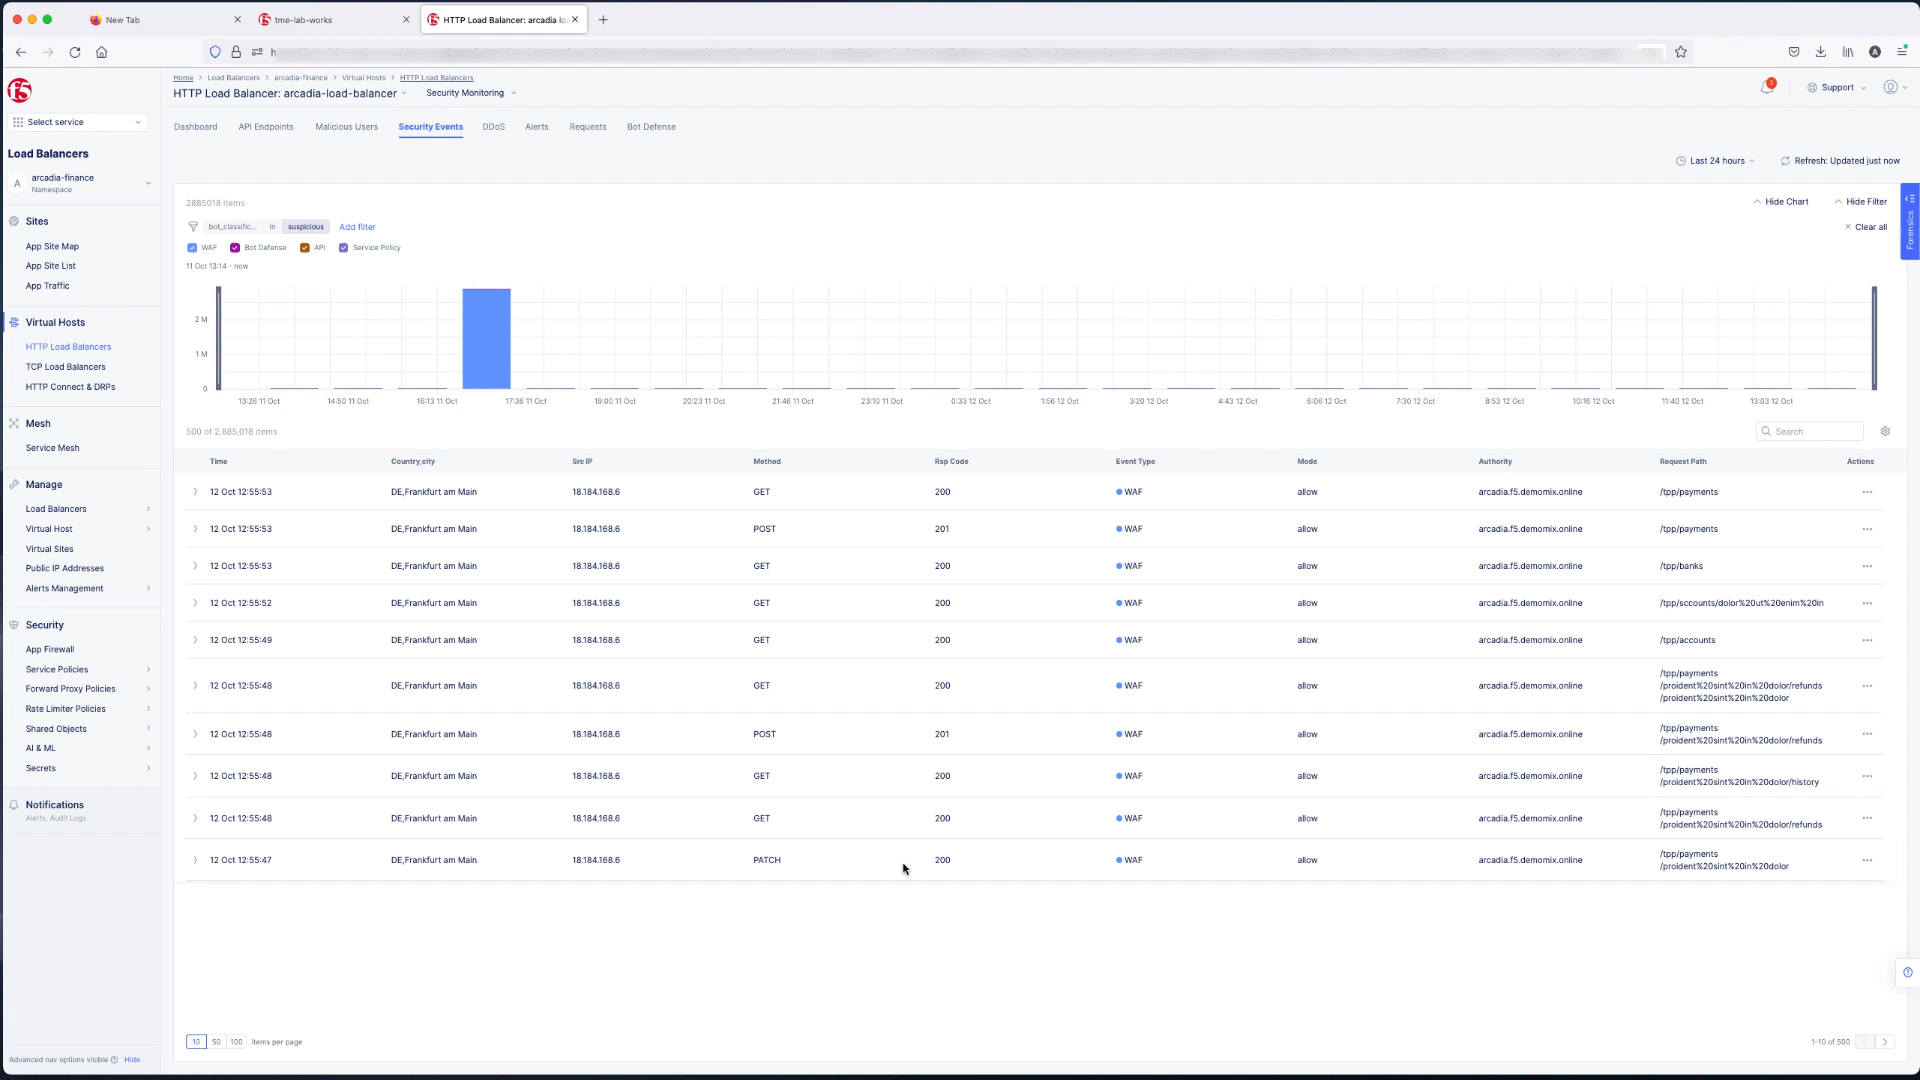 New Tab
tme-lab-works
HTTP Load Balancer: arcadia lo
Home > Load Balancers > arcadia-finance > Virtual Hosts > HTTP Load Balancers
HTTP Load Balancer: arcadia-load-balancer
Security Monitoring
5
Support
f5
Select service
Load Balancers
A
arcadia-finance
Namespace
Sites
App Site Map
App Site List
App Traffic
Virtual Hosts
HTTP Load Balancers
TCP Load Balancers
HTTP Connect & DRPs
Mesh
Service Mesh
Manage
Load Balancers
Virtual Host
Virtual Sites
Public IP Addresses
Alerts Management
Security
App Firewall
Service Policies
Forward Proxy Policies
Rate Limiter Policies
Shared Objects
AI & ML
Secrets
Notifications
Alerts, Audit Logs
Advanced nav options visible Hide
Dashboard API Endpoints Malicious Users Security Events DDoS Alerts Requests Bot Defense
Last 24 hours
Refresh: Updated just now
2885018 items
Hide Chart
Hide Filter
Forensics
bot_classific... In suspicious Add filter
Clear all
WAF Bot Defense API Service Policy
11 Oct 13:14 - now
2 M
1 M
0
13:26 11 Oct 14:50 11 Oct 16:13 11 Oct 17:36 11 Oct 19:00 11 Oct 20:23 11 Oct 21:46 11 Oct 23:10 11 Oct 0:33 12 Oct 1:56 12 Oct 3:20 12 Oct 4:43 12 Oct 6:06 12 Oct 7:30 12 Oct 8:53 12 Oct 10:16 12 Oct 11:40 12 Oct 13:03 12 Oct
500 of 2,885,018 items
Search
Time Country,city Src IP Method Rsp Code Event Type Mode Authority Request Path Actions
12 Oct 12:55:53 DE,Frankfurt am Main 18.184.168.6 GET 200 WAF allow arcadia.f5.demomix.online /tpp/payments
12 Oct 12:55:53 DE,Frankfurt am Main 18.184.168.6 POST 201 WAF allow arcadia.f5.demomix.online /tpp/payments
12 Oct 12:55:53 DE,Frankfurt am Main 18.184.168.6 GET 200 WAF allow arcadia.f5.demomix.online /tpp/banks
12 Oct 12:55:52 DE,Frankfurt am Main 18.184.168.6 GET 200 WAF allow arcadia.f5.demomix.online /tpp/sccounts/dolor%20ut%20enim%20in
12 Oct 12:55:49 DE,Frankfurt am Main 18.184.168.6 GET 200 WAF allow arcadia.f5.demomix.online /tpp/accounts
12 Oct 12:55:48 DE,Frankfurt am Main 18.184.168.6 GET 200 WAF allow arcadia.f5.demomix.online /tpp/payments
/proident%20sint%20in%20dolor/refunds
/proident%20sint%20in%20dolor
12 Oct 12:55:48 DE,Frankfurt am Main 18.184.168.6 POST 201 WAF allow arcadia.f5.demomix.online /tpp/payments
/proident%20sint%20in%20dolor/refunds
12 Oct 12:55:48 DE,Frankfurt am Main 18.184.168.6 GET 200 WAF allow arcadia.f5.demomix.online /tpp/payments
/proident%20sint%20in%20dolor/history
12 Oct 12:55:48 DE,Frankfurt am Main 18.184.168.6 GET 200 WAF allow arcadia.f5.demomix.online /tpp/payments
/proident%20sint%20in%20dolor/refunds
12 Oct 12:55:47 DE,Frankfurt am Main 18.184.168.6 PATCH 200 WAF allow arcadia.f5.demomix.online /tpp/payments
/proident%20sint%20in%20dolor
10 50 100 items per page
1-10 of 500